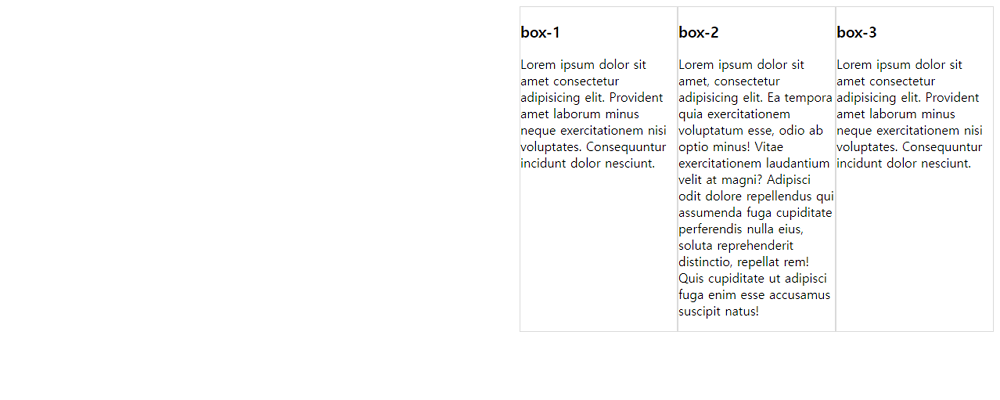 box-1
Lorem ipsum dolor sit
amet consectetur
adipisicing elit. Provident
amet laborum minus
neque exercitationem nisi
voluptates. Consequuntur
incidunt dolor nesciunt.
box-2
Lorem ipsum dolor sit
amet, consectetur
adipisicing elit. Ea tempora
quia exercitationem
voluptatum esse, odio ab
optio minus! Vitae
exercitationem laudantium
velit at magni? Adipisci
odit dolore repellendus qui
assumenda fuga cupiditate
perferendis nulla eius,
soluta reprehenderit
distinctio, repellat rem!
Quis cupiditate ut adipisci
fuga enim esse accusamus
suscipit natus!
box-3
Lorem ipsum dolor sit
amet consectetur
adipisicing elit. Provident
amet laborum minus
neque exercitationem nisi
voluptates. Consequuntur
incidunt dolor nesciunt.